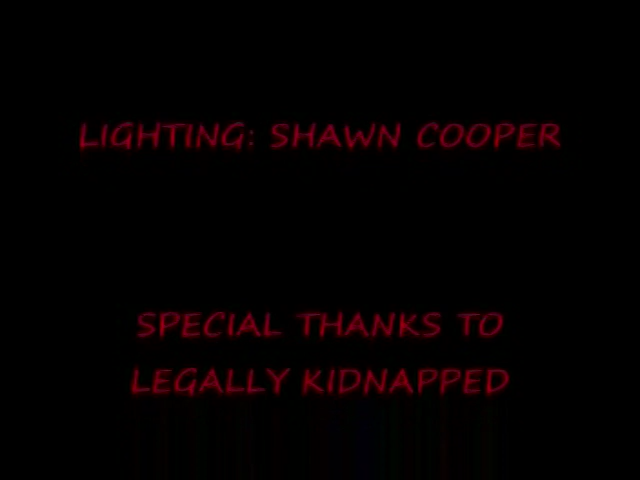 LIGHTING: SHAWN COOPER
SPECIAL THANKS TO
LEGALLY KIDNAPPED